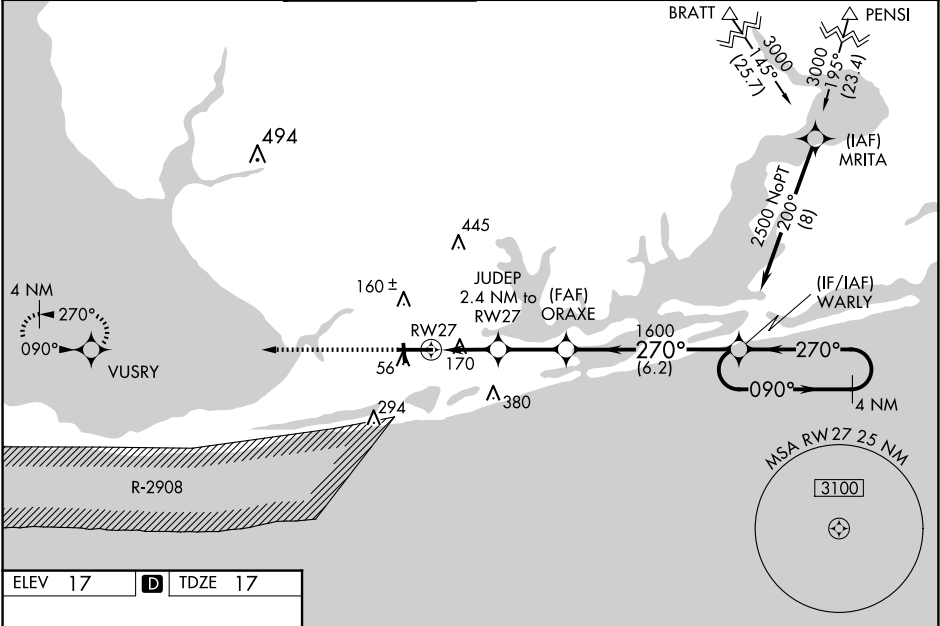 BRATT
PENSI
3000
145°
(25.7)
3000
195°
(23.4)
(IAF)
MRITA
494
2500 NoPT
200°
(8)
445
JUDEP
2.4 NM to
RW27
(FAF)
ORAXE
(IF/IAF)
WARLY
4 NM
270°
090°
VUSRY
160 ±
RW27
56
170
1600
270°
(6.2)
270°
090°
4 NM
380
294
R-2908
MSA RW 27 25 NM
3100
ELEV 17 D TDZE 17